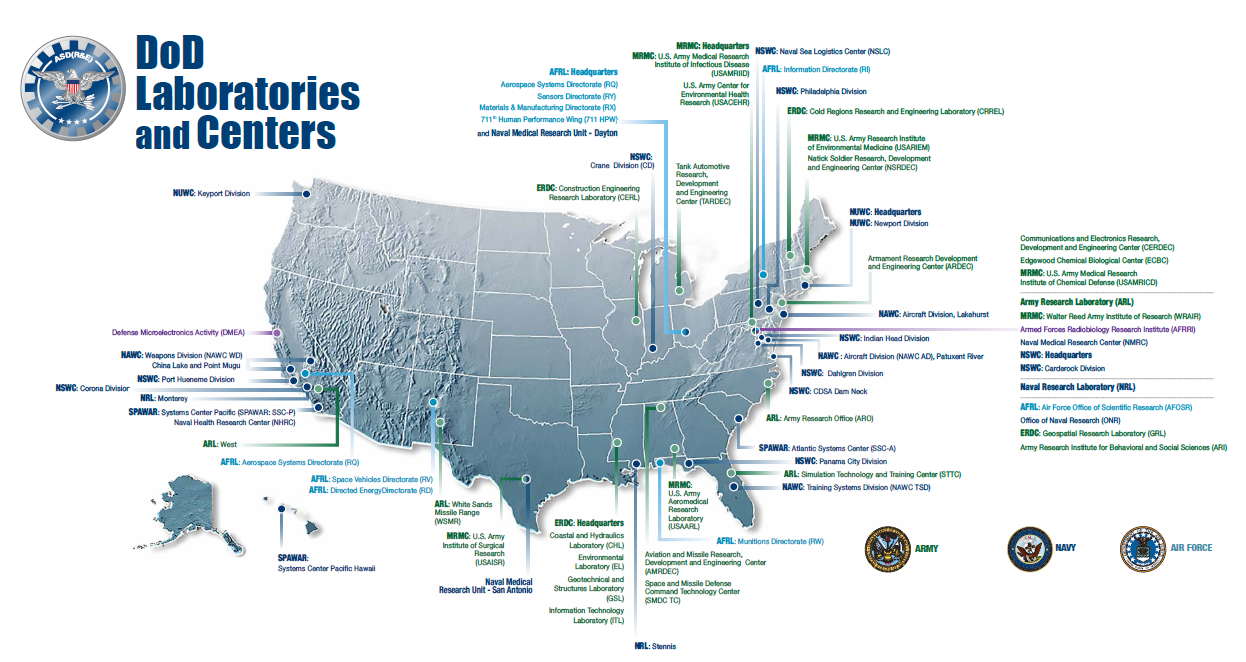 ASD(R&E)
DoD
Laboratories
and Centers
AFRL: Headquarters
Aerospace Systems Directorate (RQ)
Sensors Directorate (RY)
Materials & Manufacturing Directorate (RX)
711th Human Performance Wing (711 HPW)
and Naval Medical Research Unit - Dayton
MRMC: Headquarters
MRMC: U.S. Army Medical Research
Institute of Infectious Disease
(USAMRIID)
U.S. Army Center for
Environmental Health
Research (USACEHR)
NSWC: Naval Sea Logistics Center (NSLC)
AFRL: Information Directorate (RI)
NSWC: Philadelphia Division
ERDC: Cold Regions Research and Engineering Laboratory (CRREL)
MRMC: U.S. Army Research Institute
of Environmental Medicine (USARIEM)
Natick Soldier Research, Development
and Engineering Center (NSRDEC)
NSWC:
Crane Division (CD)
ERDC: Construction Engineering
Research Laboratory (CERL)
Tank Automotive
Research,
Development
and Engineering
Center (TARDEC)
NUWC: Keyport Division
NUWC: Headquarters
NUWC: Newport Division
Armament Research Development
and Engineering Center (ARDEC)
Communications and Electronics Research,
Development and Engineering Center (CERDEC)
Edgewood Chemical Biological Center (ECBC)
MRMC: U.S. Army Medical Research
Institute of Chemical Defense (USAMRICD)
Army Research Laboratory (ARL)
MRMC: Walter Reed Army Institute of Research (WRAIR)
Armed Forces Radiobiology Research Institute (AFRRI)
Naval Medical Research Center (NMRC)
NSWC: Headquarters
NSWC: Carderock Division
Naval Research Laboratory (NRL)
AFRL: Air Force Office of Scientific Research (AFOSR)
Office of Naval Research (ONR)
ERDC: Geospatial Research Laboratory (GRL)
Army Research Institute for Behavioral and Social Sciences (ARI)
NAWC: Aircraft Division, Lakehurst
NSWC: Indian Head Division
NAWC: Aircraft Division (NAWC AD), Patuxent River
NSWC: Dahlgren Division
NSWC: CDSA Dam Neck
ARL: Army Research Office (ARO)
SPAWAR: Atlantic Systems Center (SSC-A)
NSWC: Panama City Division
ARL: Simulation Technology and Training Center (STTC)
NAWC: Training Systems Division (NAWC TSD)
Defense Microelectronics Activity (DMEA)
NAWC: Weapons Division (NAWC WD)
China Lake and Point Mugu
NSWC: Port Hueneme Division
NSWC: Corona Division
NRL: Monterey
SPAWAR: Systems Center Pacific (SPAWAR: SSC-P)
Naval Health Research Center (NHRC)
ARL: West
AFRL: Aerospace Systems Directorate (RQ)
AFRL: Space Vehicles Directorate (RV)
AFRL: Directed EnergyDirectorate (RD)
ARL: White Sands
Missile Range
(WSMR)
MRMC: U.S. Army
Institute of Surgical
Research
(USAISR)
Naval Medical
Research Unit - San Antonio
ERDC: Headquarters
Coastal and Hydraulics
Laboratory (CHL)
Environmental
Laboratory (EL)
Geotechnical and
Structures Laboratory
(GSL)
Information Technology
Laboratory (ITL)
MRMC:
U.S. Army
Aeromedical
Research
Laboratory
(USAARL)
AFRL: Munitions Directorate (RW)
Aviation and Missile Research,
Development and Engineering Center
(AMRDEC)
Space and Missile Defense
Command Technology Center
(SMDC TC)
NRL: Stennis
SPAWAR:
Systems Center Pacific Hawaii
ARMY
NAVY
AIR FORCE